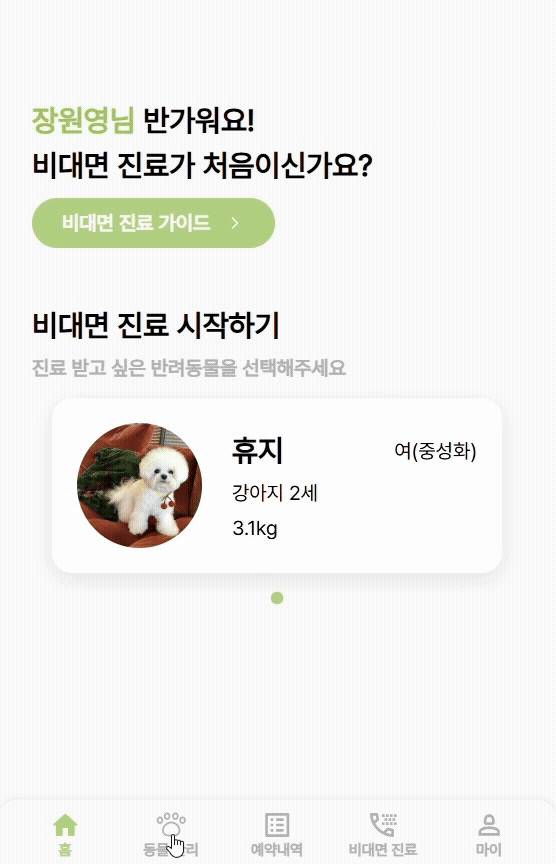 장원영님 반가워요!
비대면 진료가 처음이신가요?
비대면 진료 가이드
비대면 진료 시작하기
진료 받고 싶은 반려동물을 선택해주세요
휴지
여(중성화)
강아지 2세
3.1kg
홈
동물관리
예약내역
비대면 진료
마이